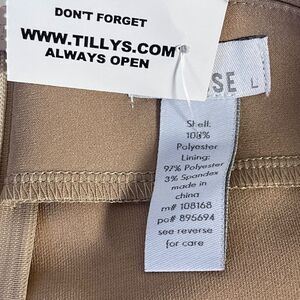 DON'T FORGET
WWW.TILLYS.COM
ALWAYS OPEN
SE L
Shell:
100%
Polyester
Lining:
97% Polyester
3% Spandex
made in
china
m# 108168
po# 895694
see reverse
for care